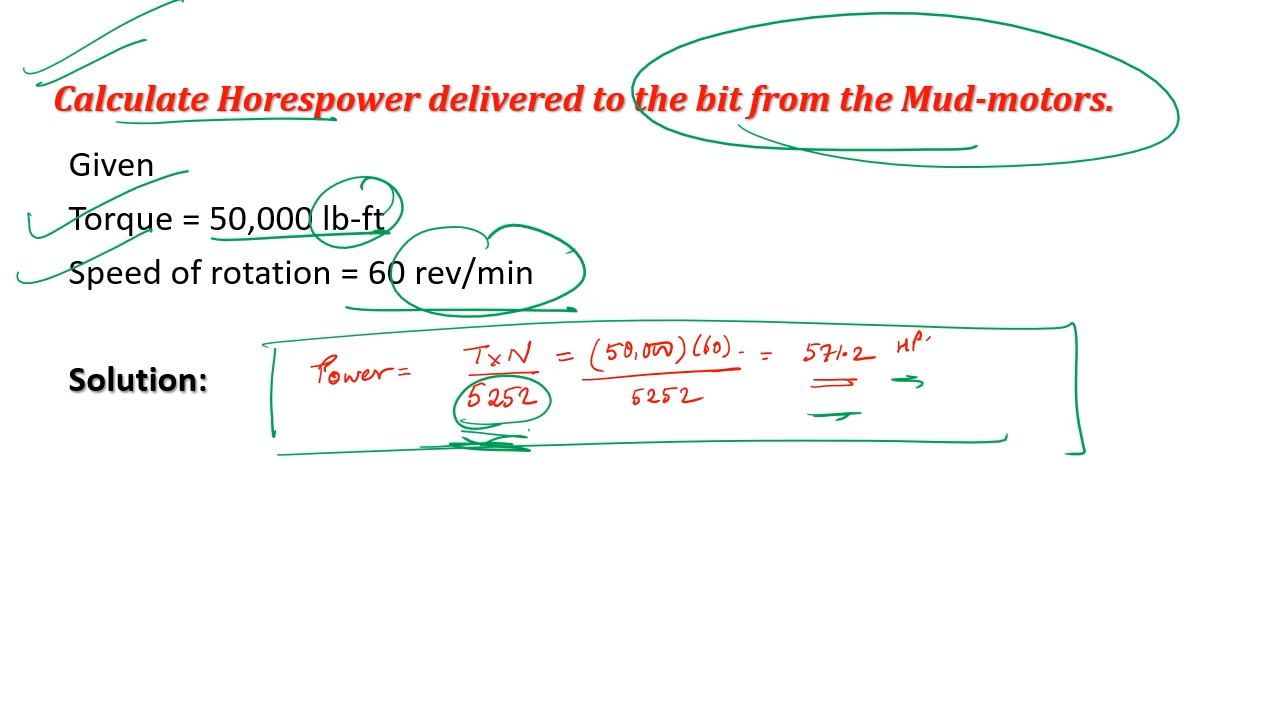 Calculate Horespower delivered to the bit from the Mud-motors.
Given
Torque = 50,000 lb-ft
Speed of rotation = 60 rev/min
Solution:
Power = T×N / 5252 = (50,000)(60) / 5252 = 571.2 HP.